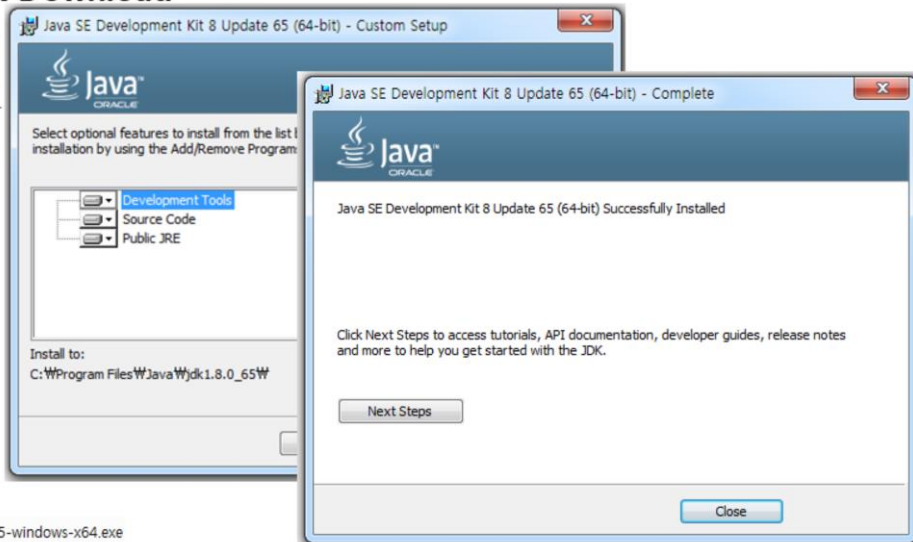 Java SE Development Kit 8 Update 65 (64-bit) - Custom Setup
Java™
ORACLE
Select optional features to install from the list
installation by using the Add/Remove Program
Development Tools
Source Code
Public JRE
Install to:
C:₩Program Files₩Java₩jdk1.8.0_65₩
Java SE Development Kit 8 Update 65 (64-bit) - Complete
Java™
ORACLE
Java SE Development Kit 8 Update 65 (64-bit) Successfully Installed
Click Next Steps to access tutorials, API documentation, developer guides, release notes
and more to help you get started with the JDK.
Next Steps
Close
5-windows-x64.exe